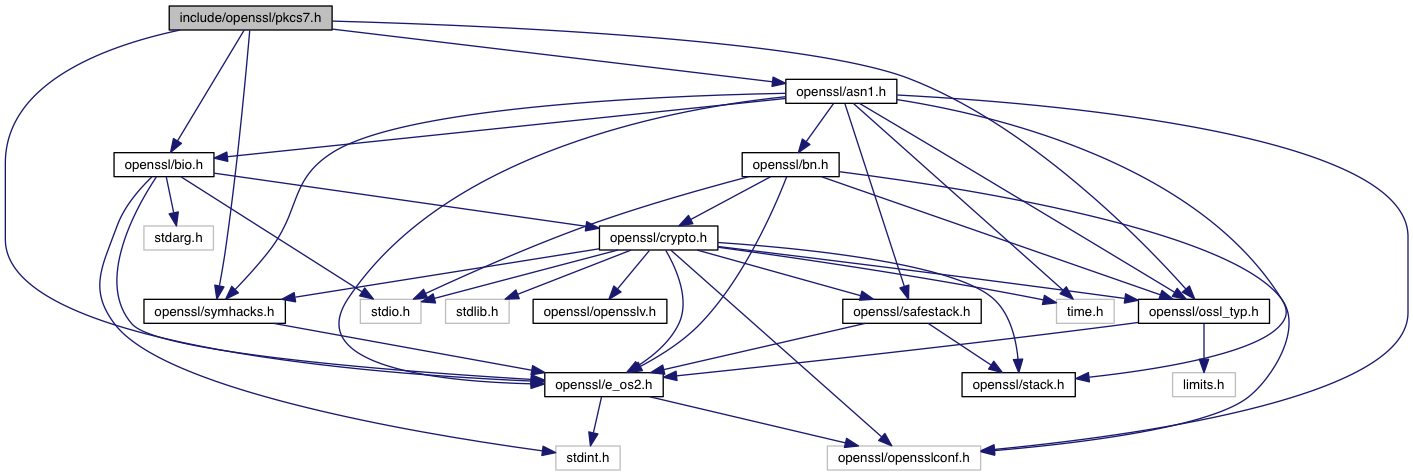 include/openssl/pkcs7.h
openssl/asn1.h
openssl/bio.h
openssl/bn.h
stdarg.h
openssl/crypto.h
openssl/symhacks.h
stdio.h
stdlib.h
openssl/opensslv.h
openssl/safestack.h
time.h
openssl/ossl_typ.h
openssl/e_os2.h
openssl/stack.h
limits.h
stdint.h
openssl/opensslconf.h